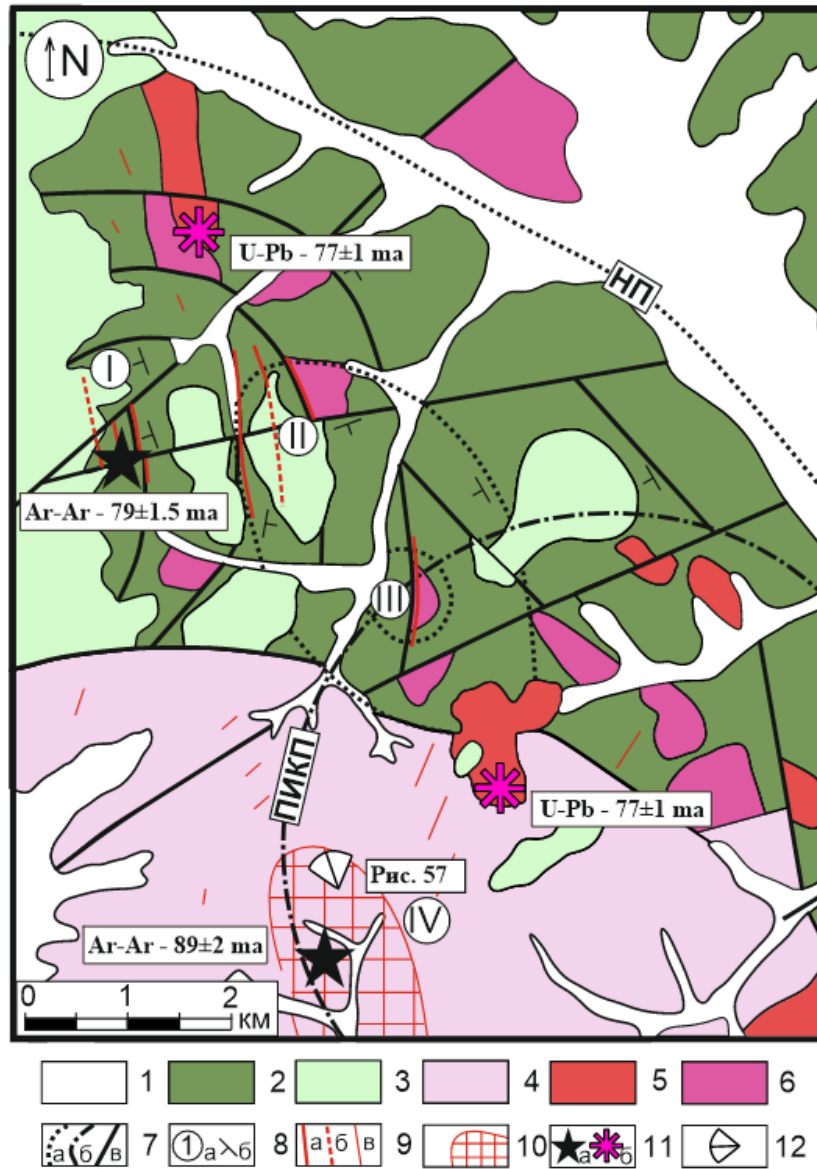 N
U-Pb - 77±1 ma
НП
I
II
Ar-Ar - 79±1.5 ma
III
ЦИКП
U-Pb - 77±1 ma
Рис. 57
IV
Ar-Ar - 89±2 ma
0 1 2
км
1 2 3 4 5 6
а б в 7 1 а б 8 а б в 9 10 а б 11 12